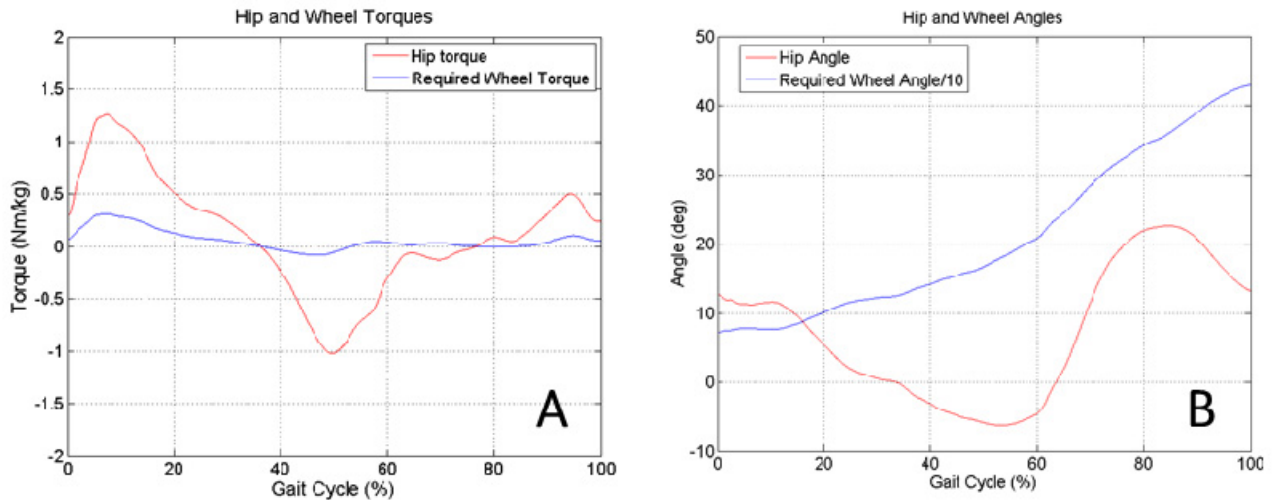 Hip and Wheel Torques
Hip torque
Required Wheel Torque
2
1.5
1
0.5
0
-0.5
-1
-1.5
-2
Torque (Nm/kg)
0 20 40 60 80 100
Gait Cycle (%)
A
Hip and Wheel Angles
Hip Angle
Required Wheel Angle/10
50
40
30
20
10
0
-10
Angle (deg)
0 20 40 60 80 100
Gait Cycle (%)
B